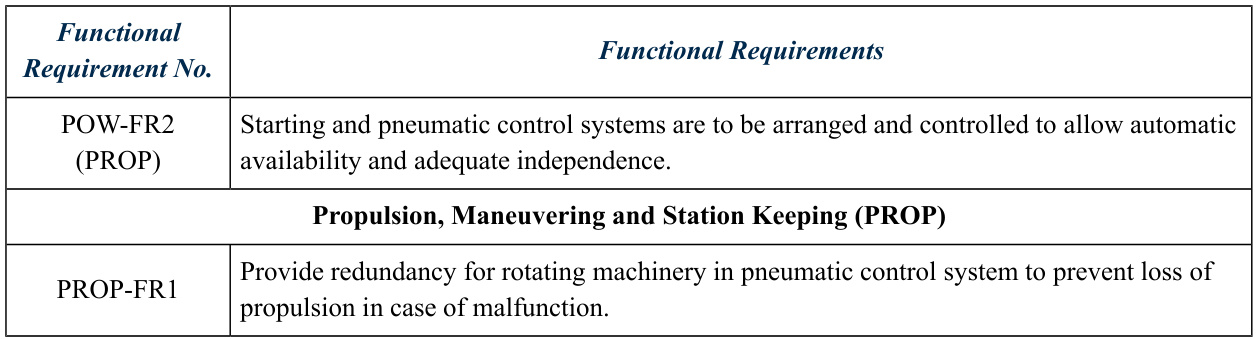 Functional
Requirement No.
Functional Requirements
POW-FR2
(PROP)
Starting and pneumatic control systems are to be arranged and controlled to allow automatic
availability and adequate independence.
Propulsion, Maneuvering and Station Keeping (PROP)
PROP-FR1
Provide redundancy for rotating machinery in pneumatic control system to prevent loss of
propulsion in case of malfunction.